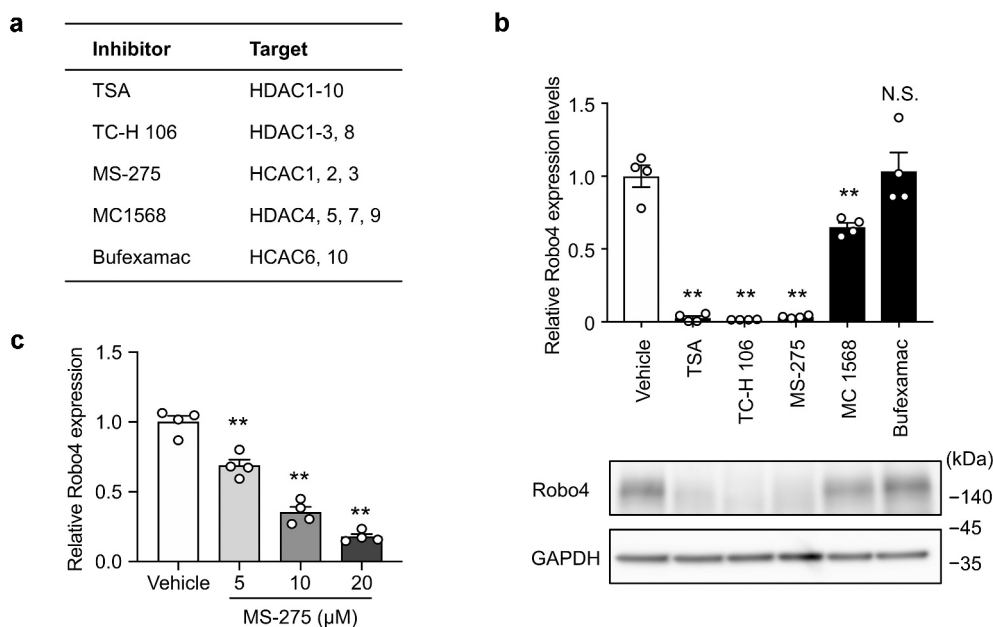 a
Inhibitor Target
TSA HDAC1-10
TC-H 106 HDAC1-3, 8
MS-275 HCAC1, 2, 3
MC1568 HDAC4, 5, 7, 9
Bufexamac HCAC6, 10
b
Relative Robo4 expression levels
1.5
1.0
0.5
0
** ** ** ** N.S.
Vehicle
TSA
TC-H 106
MS-275
MC 1568
Bufexamac
(kDa)
Robo4 −140
−45
GAPDH −35
c
Relative Robo4 expression
1.5
1.0
0.5
0.0
** ** **
Vehicle 5 10 20
MS-275 (μM)